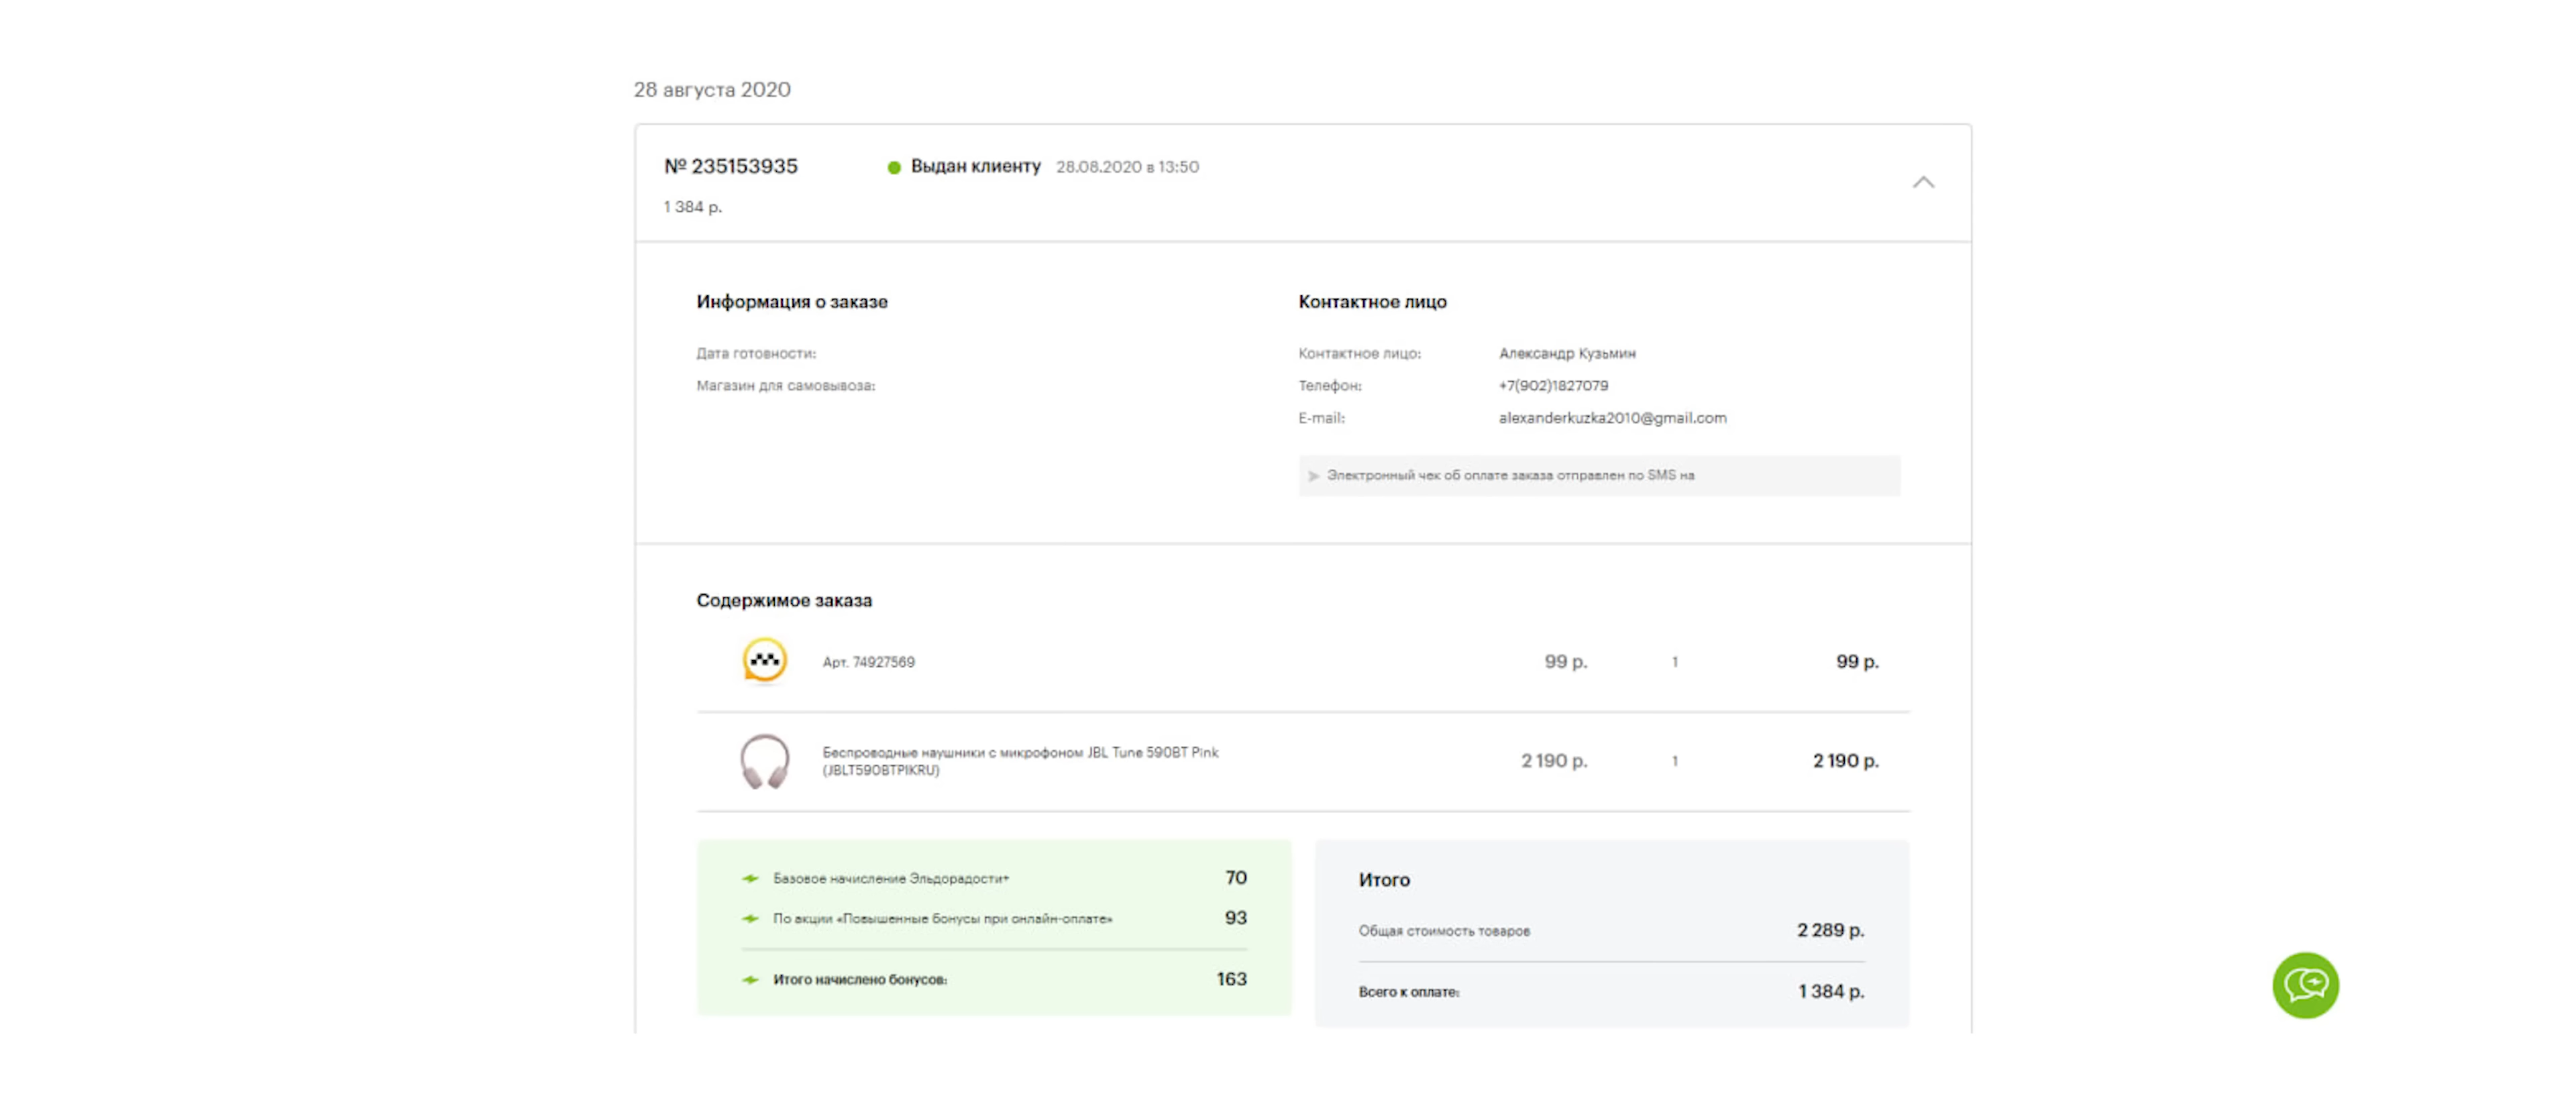 28 августа 2020
№ 235153935
Выдан клиенту 28.08.2020 в 13:50
1 384 р.
Информация о заказе
Дата готовности:
Магазин для самовывоза:
Контактное лицо
Контактное лицо: Александр Кузьмин
Телефон: +7(902)1827079
E-mail: alexanderkuzka2010@gmail.com
Электронный чек об оплате заказа отправлен по SMS на
Содержимое заказа
Арт. 74927569 99 р. 1 99 р.
Беспроводные наушники с микрофоном JBL Tune 590BT Pink
(JBLT590BTPIKRU) 2 190 р. 1 2 190 р.
Базовое начисление Эльдорадости+ 70
По акции «Повышенные бонусы при онлайн-оплате» 93
Итого начислено бонусов: 163
Итого
Общая стоимость товаров 2 289 р.
Всего к оплате: 1 384 р.